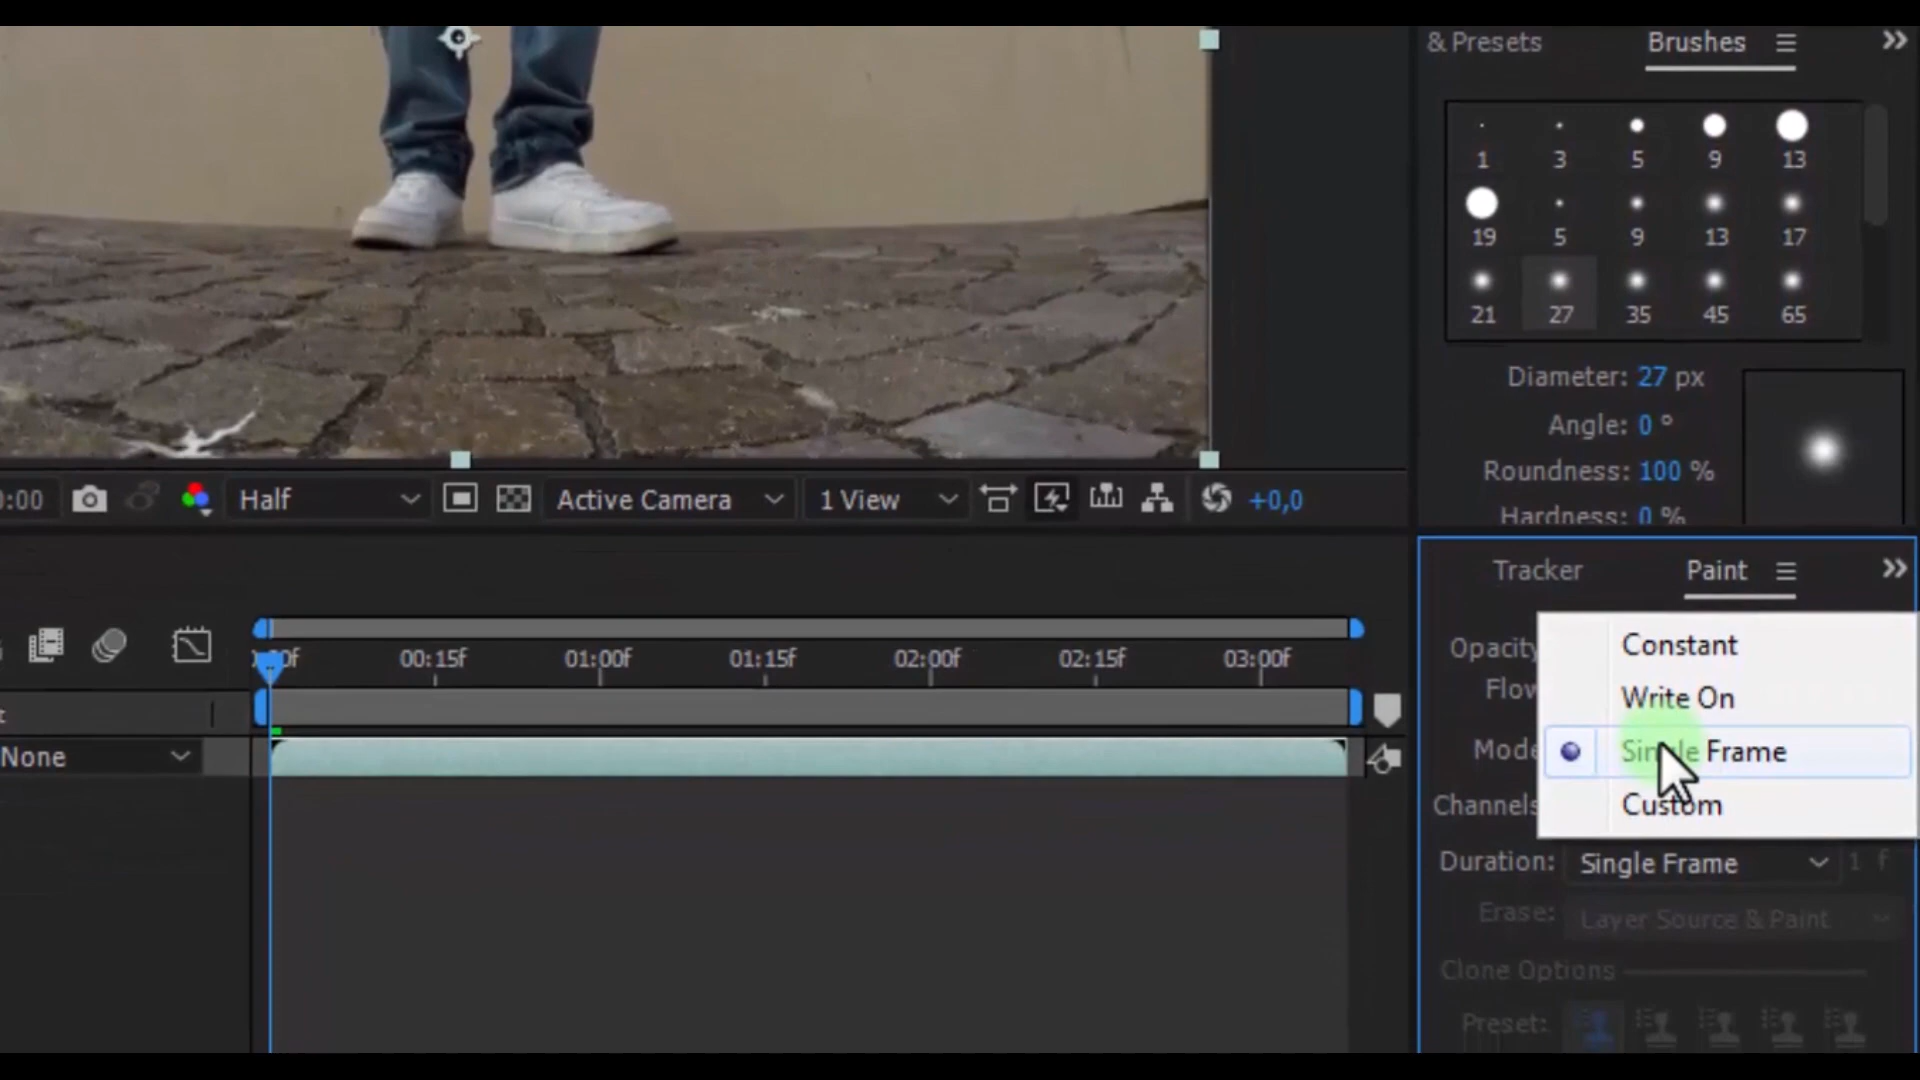 & Presets
Brushes
1 3 5 9 13
19 5 9 13 17
21 27 35 45 65
Diameter: 27 px
Angle: 0 °
Roundness: 100 %
Hardness: 0 %
:00
Half
Active Camera
1 View
+0,0
Tracker
Paint
00:15f 01:00f 01:15f 02:00f 02:15f 03:00f
None
Opacity
Flow
Mode
Channels
Constant
Write On
Single Frame
Custom
Duration: Single Frame 1 f
Erase: Layer Source & Paint
Clone Options
Preset: